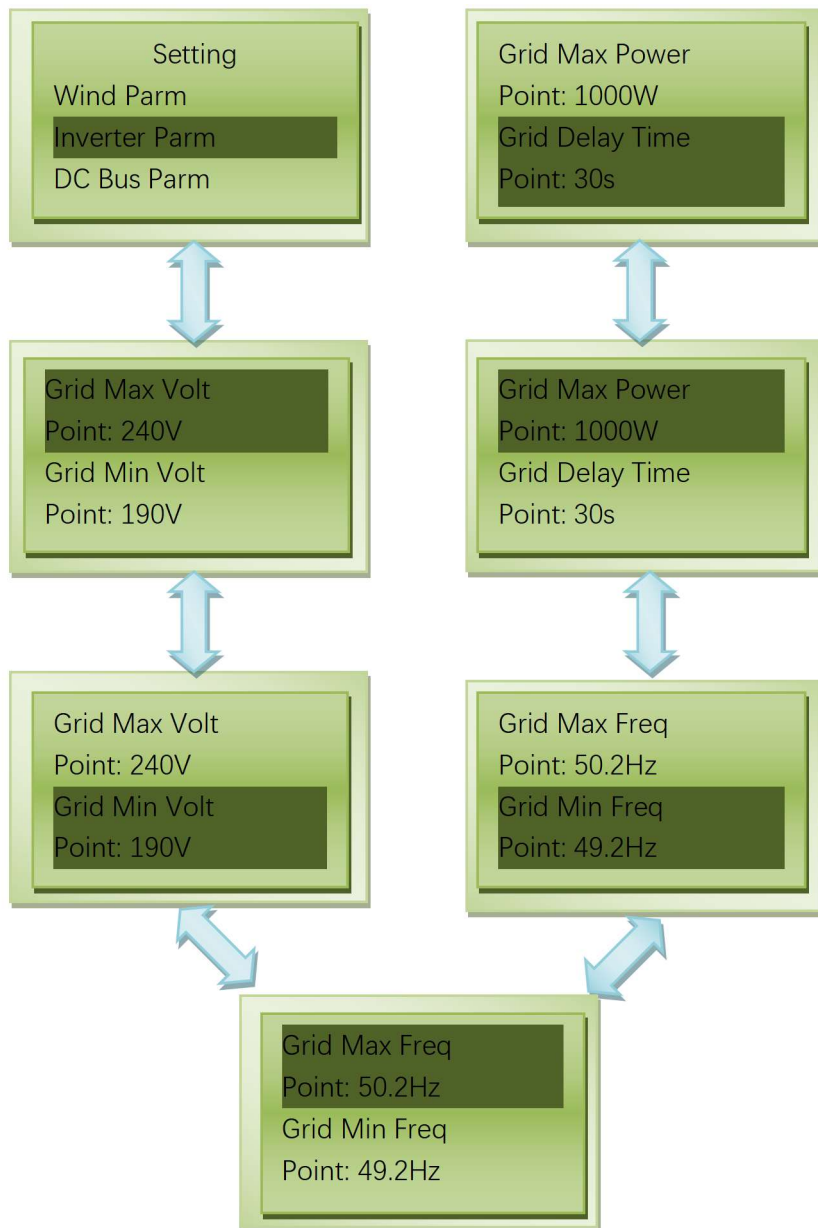 Setting
Wind Parm
Inverter Parm
DC Bus Parm
Grid Max Volt
Point: 240V
Grid Min Volt
Point: 190V
Grid Max Volt
Point: 240V
Grid Min Volt
Point: 190V
Grid Max Freq
Point: 50.2Hz
Grid Min Freq
Point: 49.2Hz
Grid Max Freq
Point: 50.2Hz
Grid Min Freq
Point: 49.2Hz
Grid Max Power
Point: 1000W
Grid Delay Time
Point: 30s
Grid Max Power
Point: 1000W
Grid Delay Time
Point: 30s